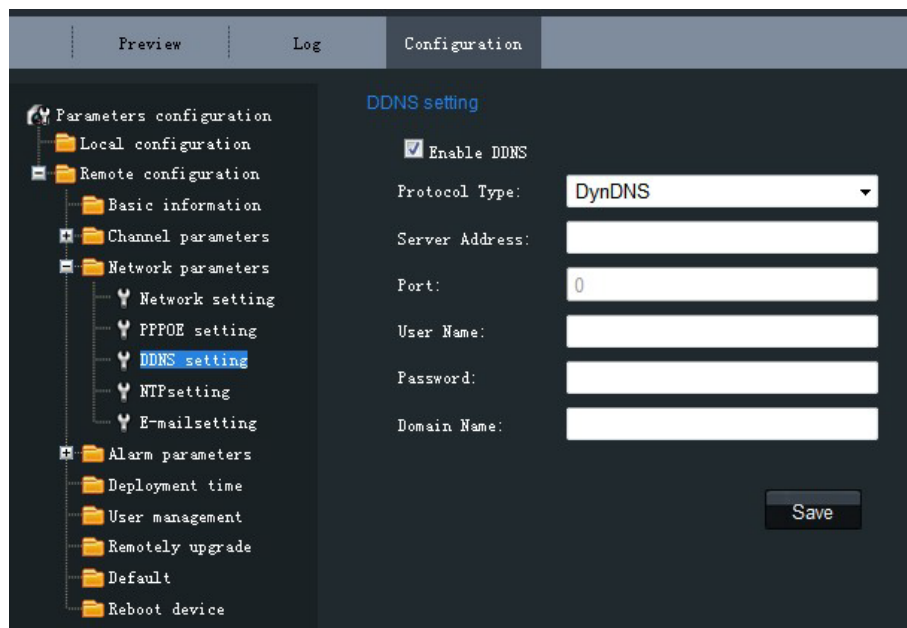 Preview Log Configuration
Parameters configuration
Local configuration
Remote configuration
Basic information
Channel parameters
Network parameters
Network setting
PPPOE setting
DDNS setting
NTPsetting
E-mailsetting
Alarm parameters
Deployment time
User management
Remotely upgrade
Default
Reboot device
DDNS setting
Enable DDNS
Protocol Type: DynDNS
Server Address:
Port: 0
User Name:
Password:
Domain Name:
Save